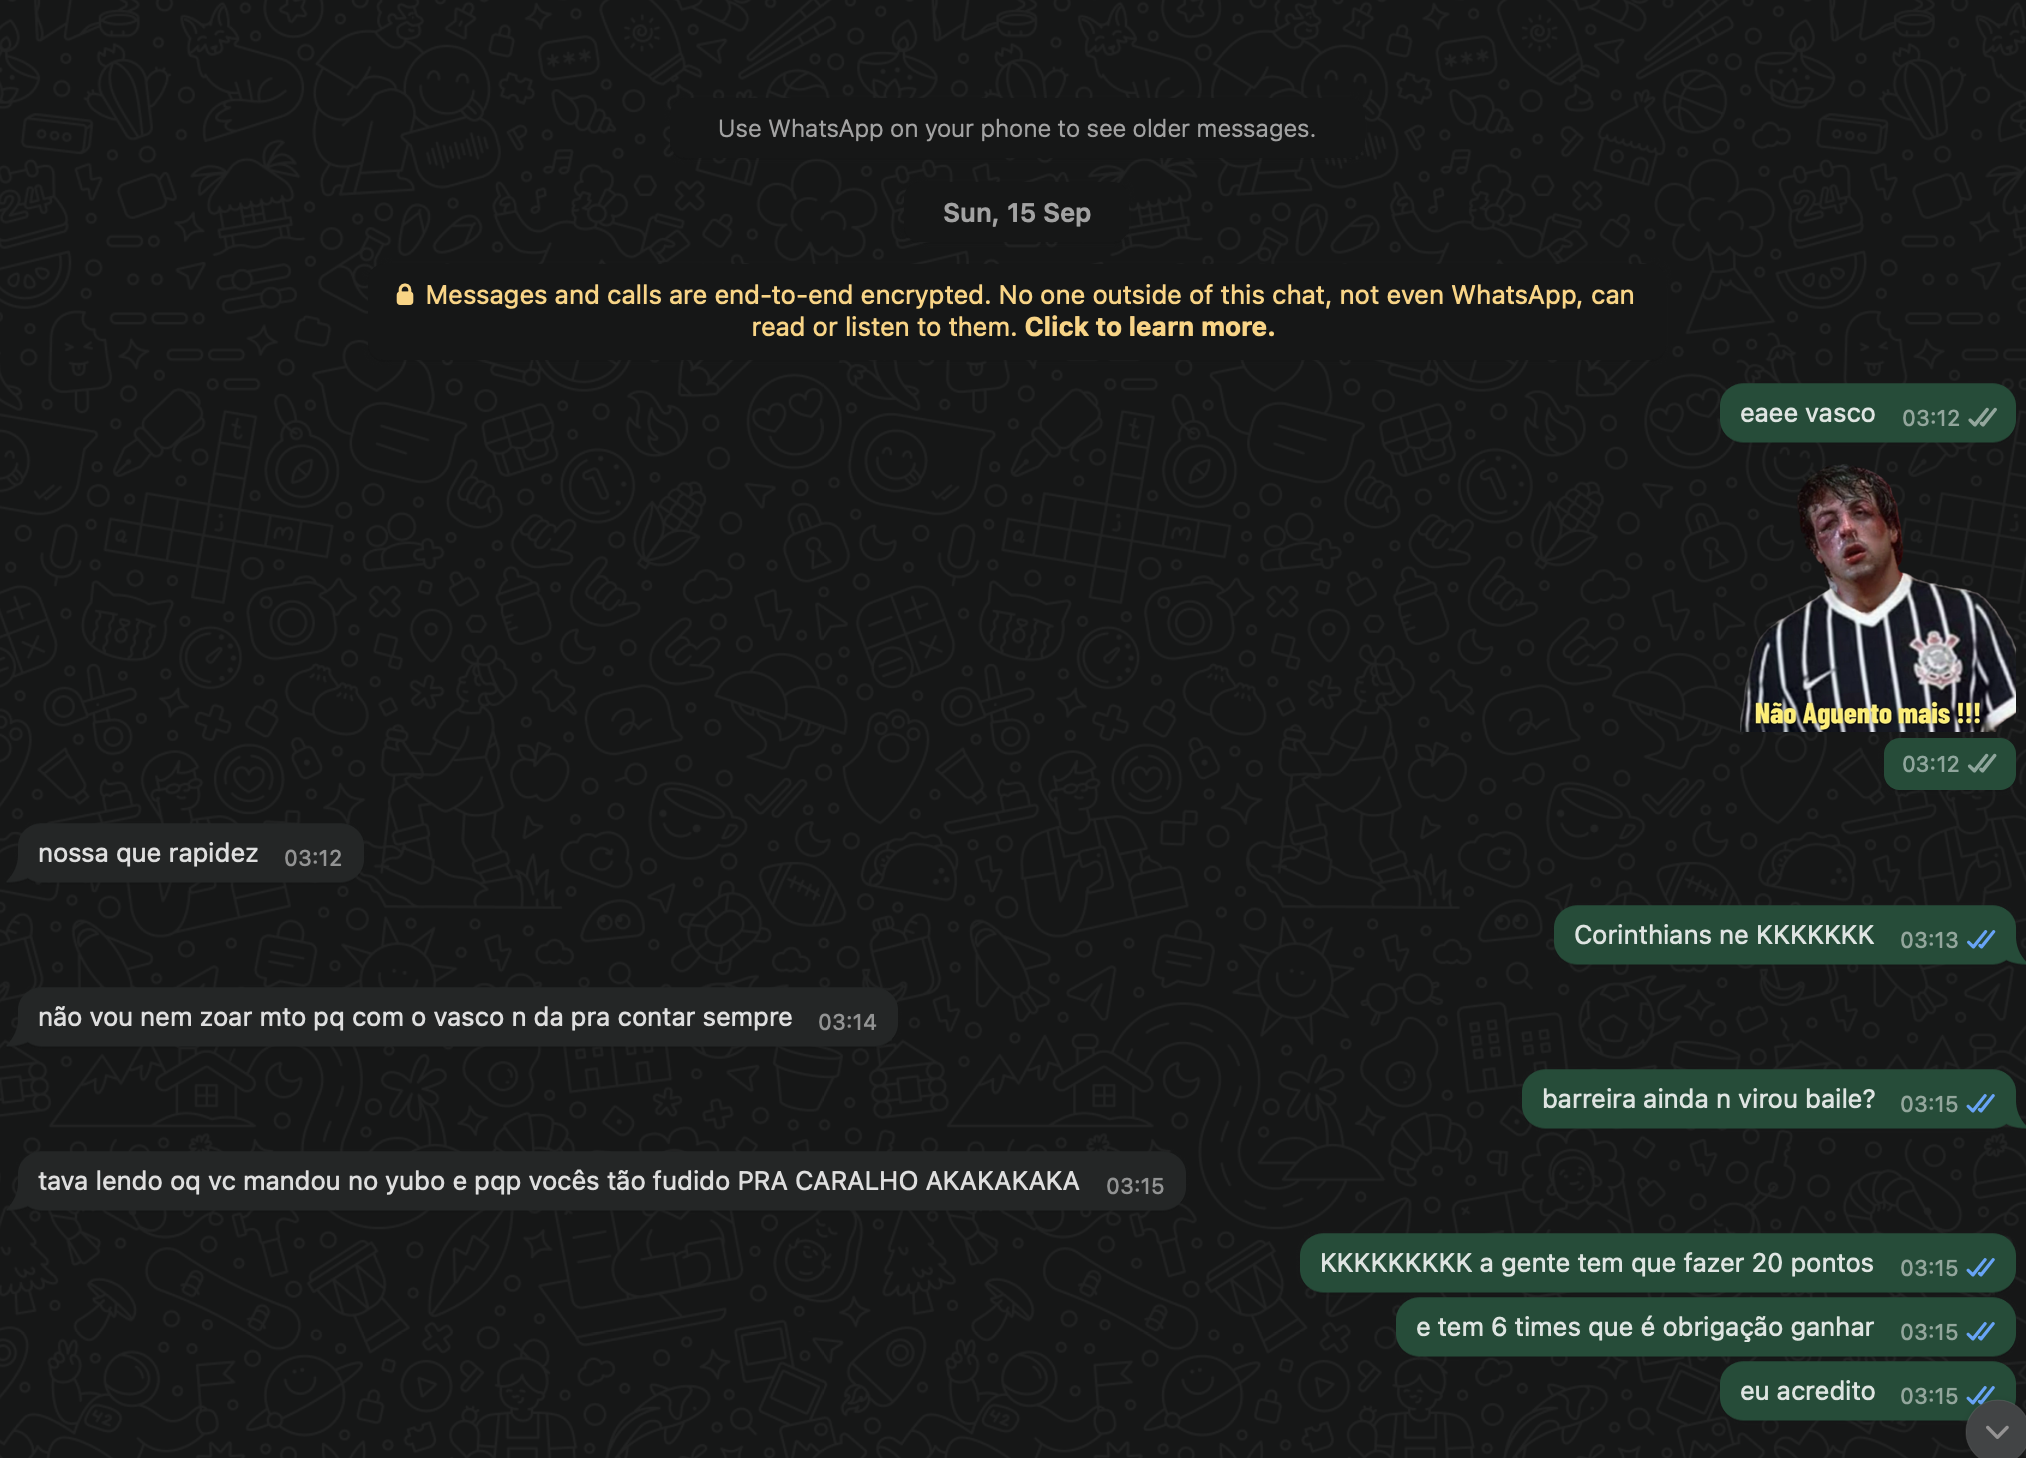 Use WhatsApp on your phone to see older messages.
Sun, 15 Sep
Messages and calls are end-to-end encrypted. No one outside of this chat, not even WhatsApp, can
read or listen to them. Click to learn more.
eaee vasco 03:12
Não Aguento mais !!!
03:12
nossa que rapidez 03:12
Corinthians ne KKKKKKK 03:13
não vou nem zoar mto pq com o vasco n da pra contar sempre 03:14
barreira ainda n virou baile? 03:15
tava lendo oq vc mandou no yubo e pqp vocês tão fudido PRA CARALHO AKAKAKAKA 03:15
KKKKKKKKK a gente tem que fazer 20 pontos 03:15
e tem 6 times que é obrigação ganhar 03:15
eu acredito 03:15